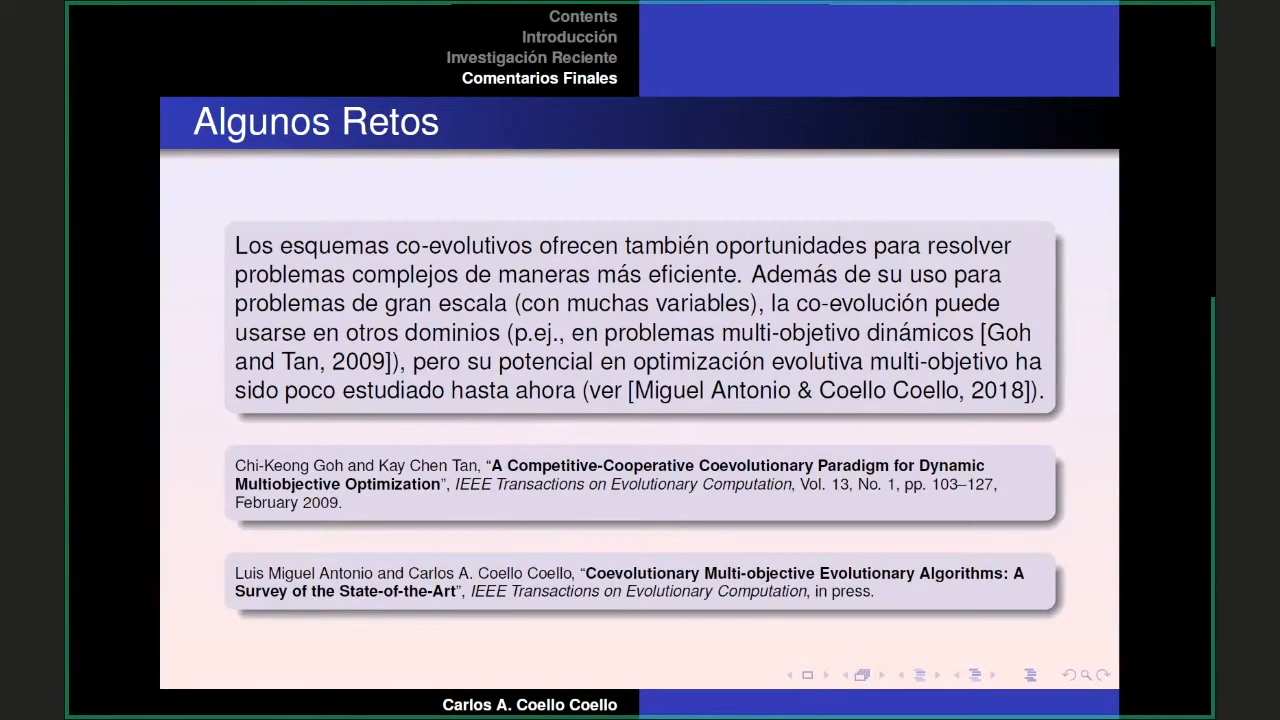 Contents
Introducción
Investigación Reciente
Comentarios Finales
Algunos Retos
Los esquemas co-evolutivos ofrecen también oportunidades para resolver
problemas complejos de maneras más eficiente. Además de su uso para
problemas de gran escala (con muchas variables), la co-evolución puede
usarse en otros dominios (p.ej., en problemas multi-objetivo dinámicos [Goh
and Tan, 2009]), pero su potencial en optimización evolutiva multi-objetivo ha
sido poco estudiado hasta ahora (ver [Miguel Antonio & Coello Coello, 2018]).
Chi-Keong Goh and Kay Chen Tan, “A Competitive-Cooperative Coevolutionary Paradigm for Dynamic
Multiobjective Optimization”, IEEE Transactions on Evolutionary Computation, Vol. 13, No. 1, pp. 103–127,
February 2009.
Luis Miguel Antonio and Carlos A. Coello Coello, “Coevolutionary Multi-objective Evolutionary Algorithms: A
Survey of the State-of-the-Art”, IEEE Transactions on Evolutionary Computation, in press.
Carlos A. Coello Coello